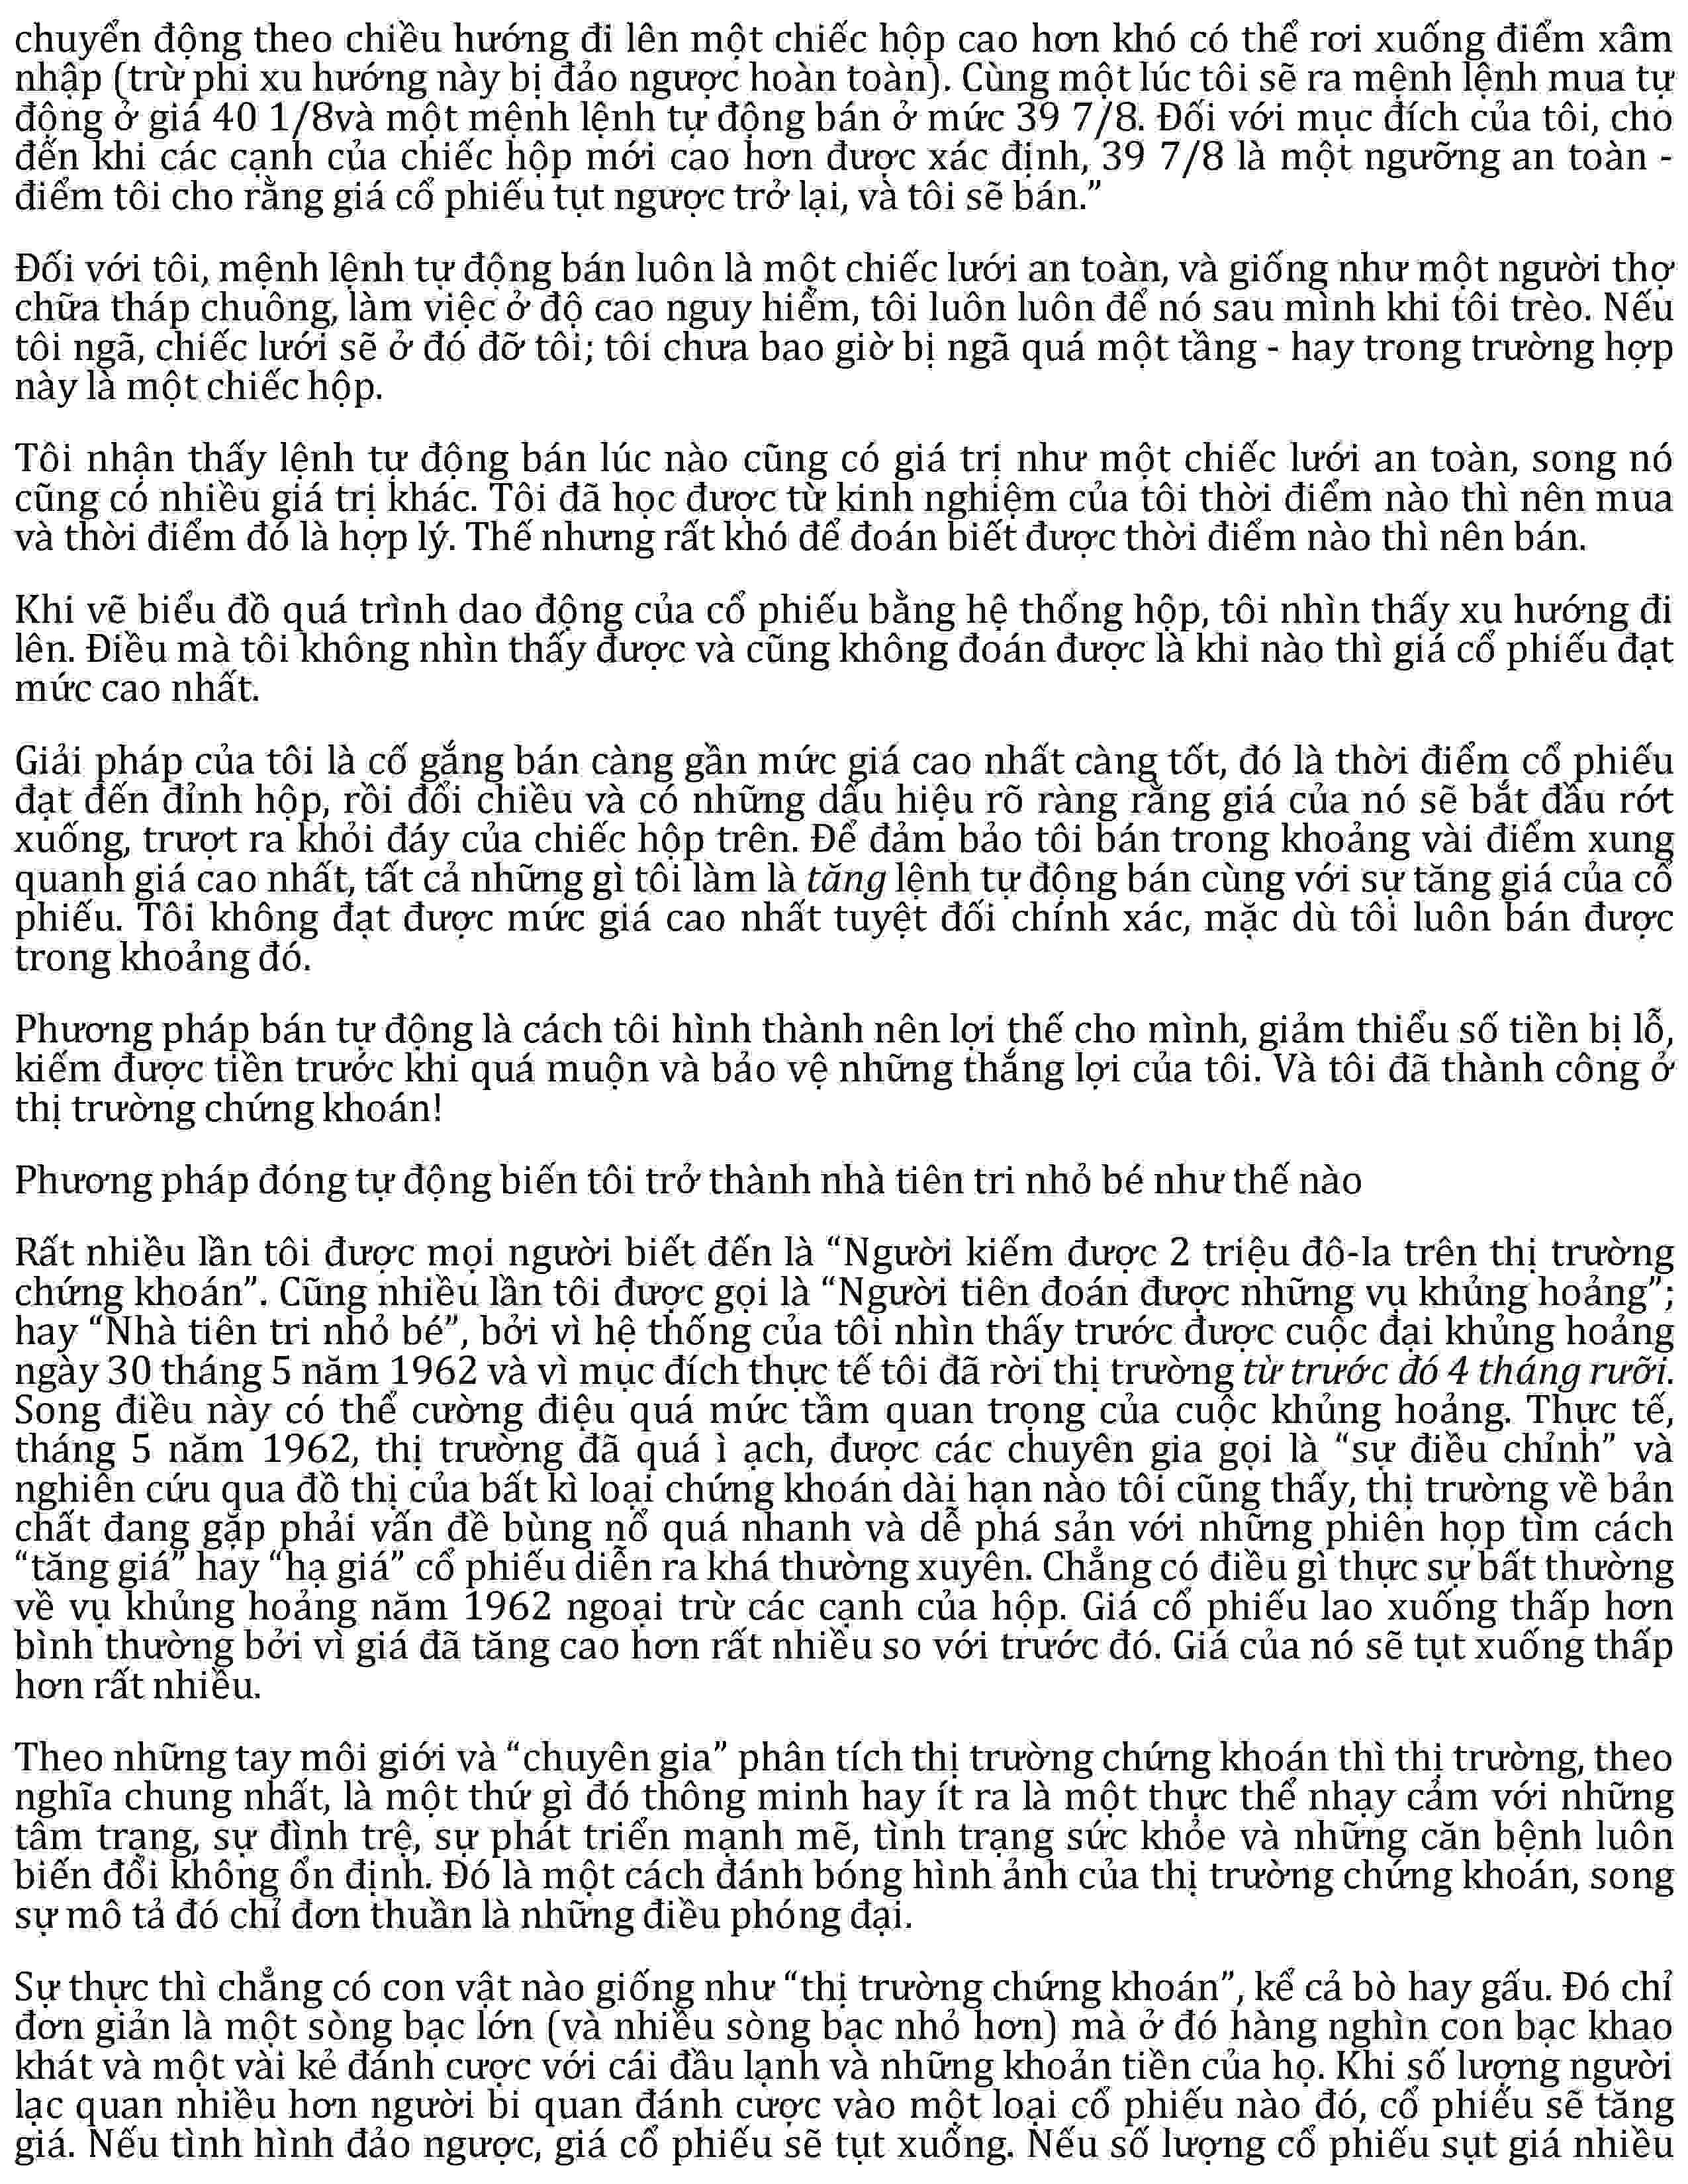 chuyển động theo chiều hướng đi lên một chiếc hộp cao hơn khó có thể rơi xuống điểm xâm
nhập (trừ phi xu hướng này bị đảo ngược hoàn toàn). Cùng một lúc tôi sẽ ra mệnh lệnh mua tự
động ở giá 40 1/8và một mệnh lệnh tự động bán ở mức 39 7/8. Đối với mục đích của tôi, cho
đến khi các cạnh của chiếc hộp mới cao hơn được xác định, 39 7/8 là một ngưỡng an toàn -
điểm tôi cho rằng giá cổ phiếu tụt ngược trở lại, và tôi sẽ bán.”
Đối với tôi, mệnh lệnh tự động bán luôn là một chiếc lưới an toàn, và giống như một người thợ
chữa tháp chuông, làm việc ở độ cao nguy hiểm, tôi luôn luôn để nó sau mình khi tôi trèo. Nếu
tôi ngã, chiếc lưới sẽ ở đó đỡ tôi; tôi chưa bao giờ bị ngã quá một tầng - hay trong trường hợp
này là một chiếc hộp.
Tôi nhận thấy lệnh tự động bán lúc nào cũng có giá trị như một chiếc lưới an toàn, song nó
cũng có nhiều giá trị khác. Tôi đã học được từ kinh nghiệm của tôi thời điểm nào thì nên mua
và thời điểm đó là hợp lý. Thế nhưng rất khó để đoán biết được thời điểm nào thì nên bán.
Khi vẽ biểu đồ quá trình dao động của cổ phiếu bằng hệ thống hộp, tôi nhìn thấy xu hướng đi
lên. Điều mà tôi không nhìn thấy được và cũng không đoán được là khi nào thì giá cổ phiếu đạt
mức cao nhất.
Giải pháp của tôi là cố gắng bán càng gần mức giá cao nhất càng tốt, đó là thời điểm cổ phiếu
đạt đến đỉnh hộp, rồi đổi chiều và có những dấu hiệu rõ ràng rằng giá của nó sẽ bắt đầu rớt
xuống, trượt ra khỏi đáy của chiếc hộp trên. Để đảm bảo tôi bán trong khoảng vài điểm xung
quanh giá cao nhất, tất cả những gì tôi làm là tăng lệnh tự động bán cùng với sự tăng giá của cổ
phiếu. Tôi không đạt được mức giá cao nhất tuyệt đối chính xác, mặc dù tôi luôn bán được
trong khoảng đó.
Phương pháp bán tự động là cách tôi hình thành nên lợi thế cho mình, giảm thiểu số tiền bị lỗ,
kiếm được tiền trước khi quá muộn và bảo vệ những thắng lợi của tôi. Và tôi đã thành công ở
thị trường chứng khoán!
Phương pháp đóng tự động biến tôi trở thành nhà tiên tri nhỏ bé như thế nào
Rất nhiều lần tôi được mọi người biết đến là “Người kiếm được 2 triệu đô-la trên thị trường
chứng khoán”. Cũng nhiều lần tôi được gọi là “Người tiên đoán được những vụ khủng hoảng”;
hay “Nhà tiên tri nhỏ bé”, bởi vì hệ thống của tôi nhìn thấy trước được cuộc đại khủng hoảng
ngày 30 tháng 5 năm 1962 và vì mục đích thực tế tôi đã rời thị trường từ trước đó 4 tháng rưỡi.
Song điều này có thể cường điệu quá mức tầm quan trọng của cuộc khủng hoảng. Thực tế,
tháng 5 năm 1962, thị trường đã quá ì ạch, được các chuyên gia gọi là “sự điều chỉnh” và
nghiên cứu qua đồ thị của bất kì loại chứng khoán dài hạn nào tôi cũng thấy, thị trường về bản
chất đang gặp phải vấn đề bùng nổ quá nhanh và dễ phá sản với những phiên họp tìm cách
“tăng giá” hay “hạ giá” cổ phiếu diễn ra khá thường xuyên. Chẳng có điều gì thực sự bất thường
về vụ khủng hoảng năm 1962 ngoại trừ các cạnh của hộp. Giá cổ phiếu lao xuống thấp hơn
bình thường bởi vì giá đã tăng cao hơn rất nhiều so với trước đó. Giá của nó sẽ tụt xuống thấp
hơn rất nhiều.
Theo những tay môi giới và “chuyên gia” phân tích thị trường chứng khoán thì thị trường, theo
nghĩa chung nhất, là một thứ gì đó thông minh hay ít ra là một thực thể nhạy cảm với những
tâm trạng, sự đình trệ, sự phát triển mạnh mẽ, tình trạng sức khỏe và những căn bệnh luôn
biến đổi không ổn định. Đó là một cách đánh bóng hình ảnh của thị trường chứng khoán, song
sự mô tả đó chỉ đơn thuần là những điều phóng đại.
Sự thực thì chẳng có con vật nào giống như “thị trường chứng khoán”, kể cả bò hay gấu. Đó chỉ
đơn giản là một sòng bạc lớn (và nhiều sòng bạc nhỏ hơn) mà ở đó hàng nghìn con bạc khao
khát và một vài kẻ đánh cược với cái đầu lạnh và những khoản tiền của họ. Khi số lượng người
lạc quan nhiều hơn người bi quan đánh cược vào một loại cổ phiếu nào đó, cổ phiếu sẽ tăng
giá. Nếu tình hình đảo ngược, giá cổ phiếu sẽ tụt xuống. Nếu số lượng cổ phiếu sụt giá nhiều